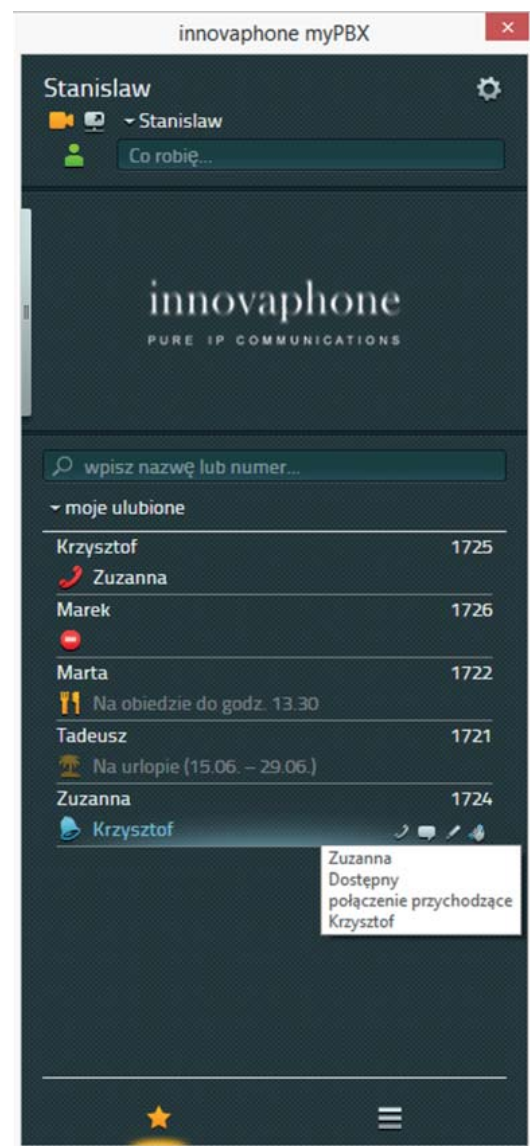 innovaphone myPBX
Stanislaw
Stanislaw
Co robię...
innovaphone
PURE IP COMMUNICATIONS
wpisz nazwę lub numer...
moje ulubione
Krzysztof 1725
Zuzanna
Marek 1726
Marta 1722
Na obiedzie do godz. 13.30
Tadeusz 1721
Na urlopie (15.06. – 29.06.)
Zuzanna 1724
Krzysztof
Zuzanna
Dostępny
połączenie przychodzące
Krzysztof